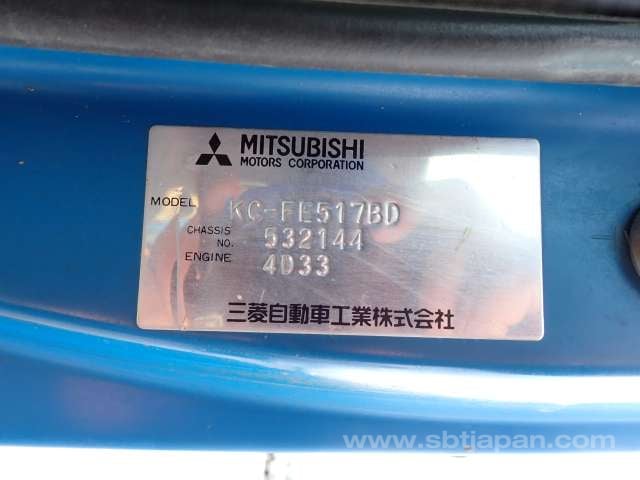 MITSUBISHI
MOTORS CORPORATION
MODEL KC-FE517BD
CHASSIS NO. 532144
ENGINE 4D33
三菱自動車工業株式会社
www.sbtjapan.com